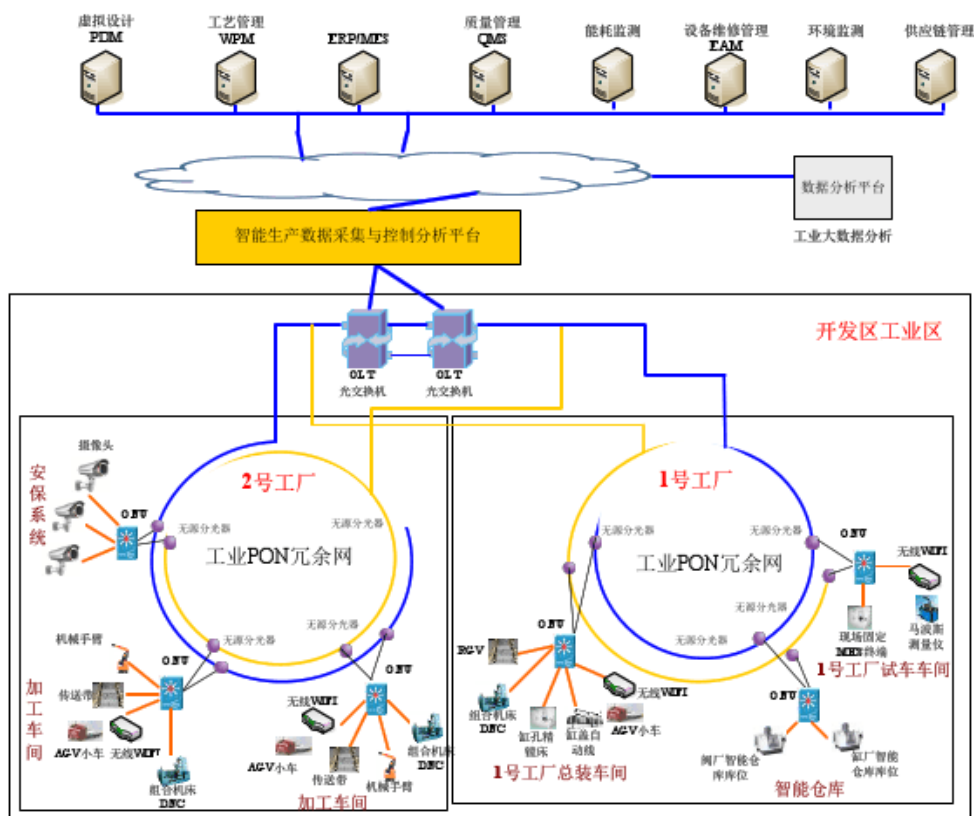 虚拟设计
PDM
工艺管理
WPM
ERP/MES
质量管理
QMS
能耗监测
设备维修管理
EAM
环境监测
供应链管理
数据分析平台
工业大数据分析
智能生产数据采集与控制分析平台
开发区工业区
OLT
光交换机
OLT
光交换机
2号工厂
工业PON冗余网
安保系统
摄像头
ONU
无源分光器
无源分光器
无源分光器
无源分光器
加工车间
机械手臂
传送带
AGV小车
无线WIFI
ONU
组合机床
DNC
ONU
无线WIFI
AGV小车
传送带
机械手臂
组合机床
DNC
加工车间
1号工厂
工业PON冗余网
无源分光器
无源分光器
无源分光器
ONU
RGV
组合机床
DNC
缸孔精
镗床
缸盖自
动线
AGV小车
无线WIFI
1号工厂总装车间
ONU
无线WIFI
现场固定
MES终端
马波斯
测量仪
1号工厂试车车间
ONU
阀厂智能仓
库库位
缸厂智能
仓库库位
智能仓库